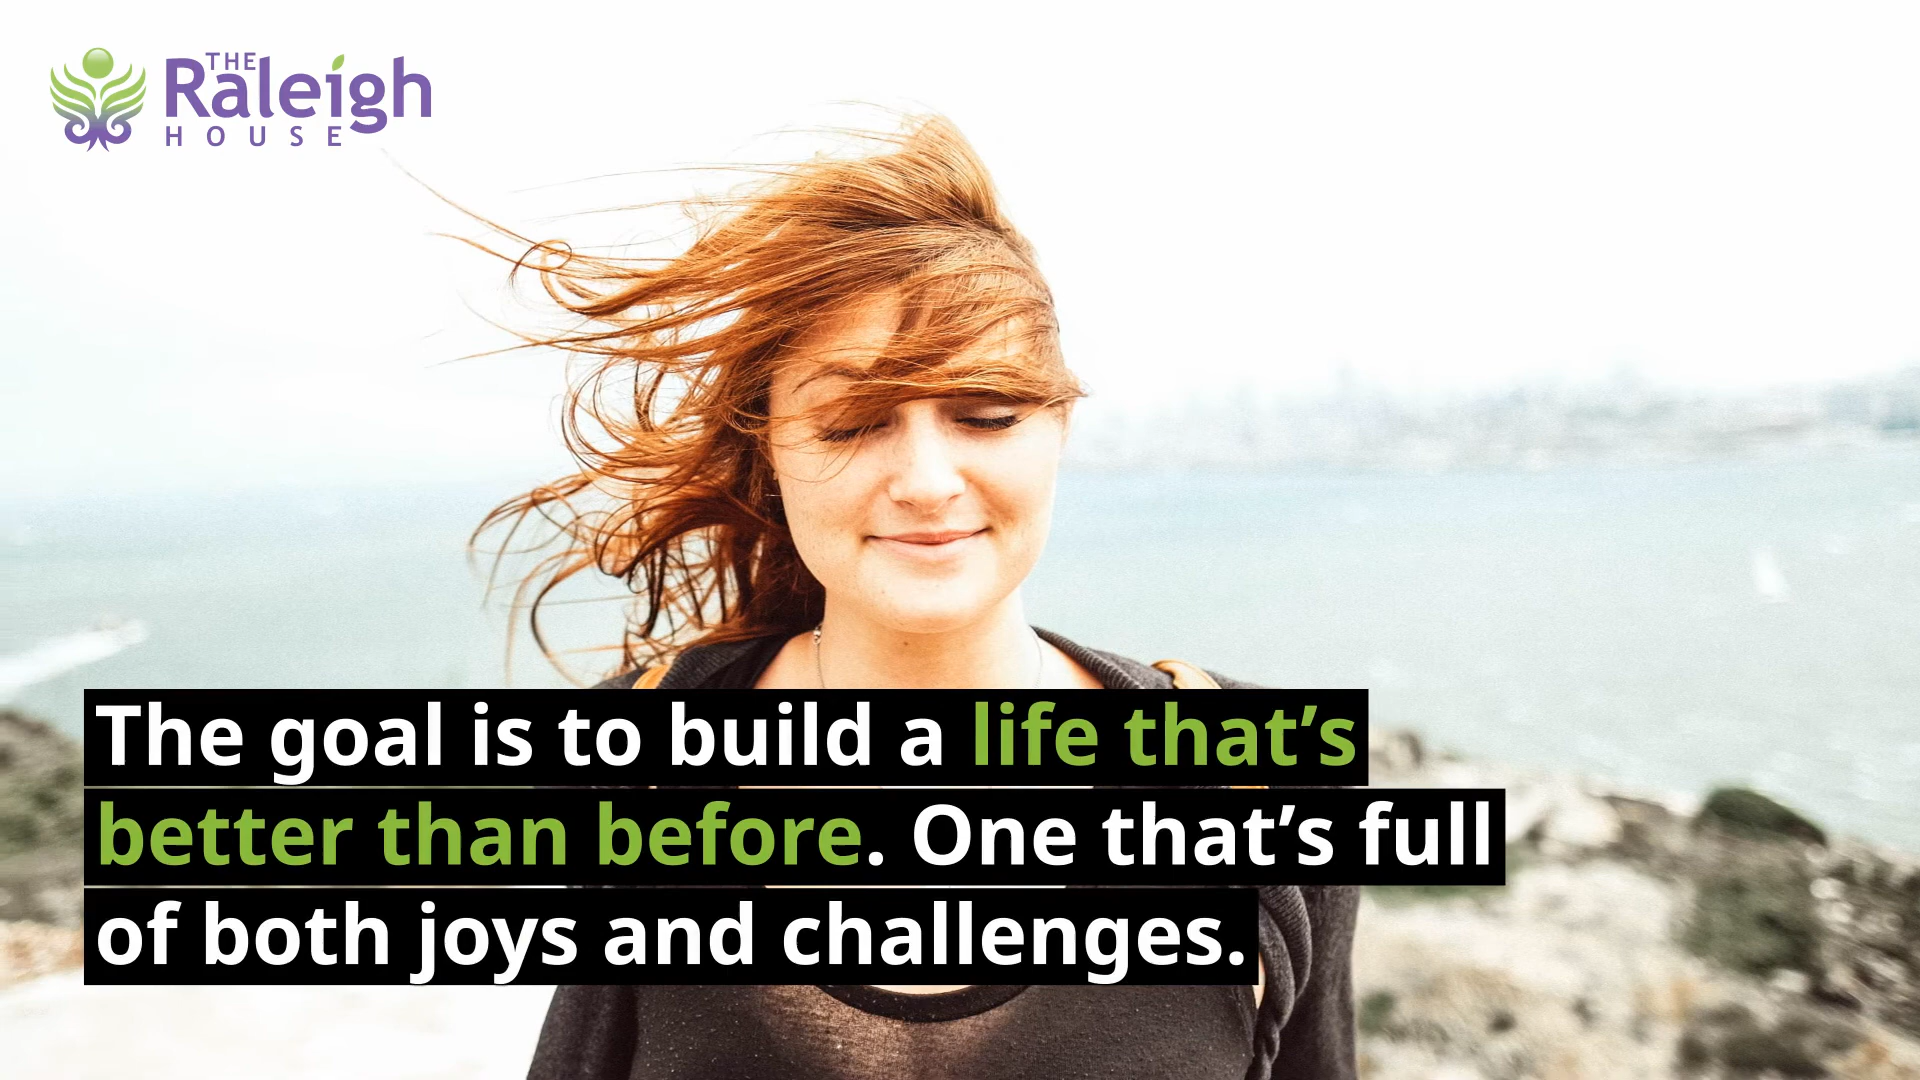 THE
Raleigh
HOUSE
The goal is to build a life that’s
better than before. One that’s full
of both joys and challenges.